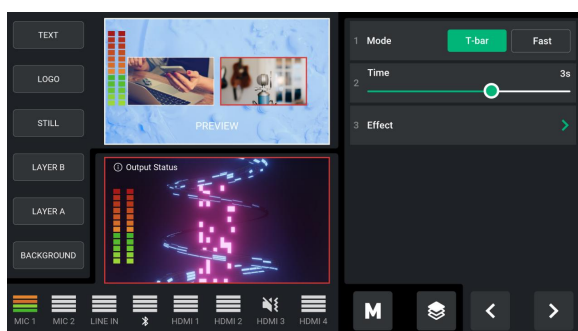 TEXT
LOGO
STILL
LAYER B
LAYER A
BACKGROUND
PREVIEW
Output Status
MIC 1 MIC 2 LINE IN HDMI 1 HDMI 2 HDMI 3 HDMI 4
1 Mode T-bar Fast
2 Time 3s
3 Effect
M